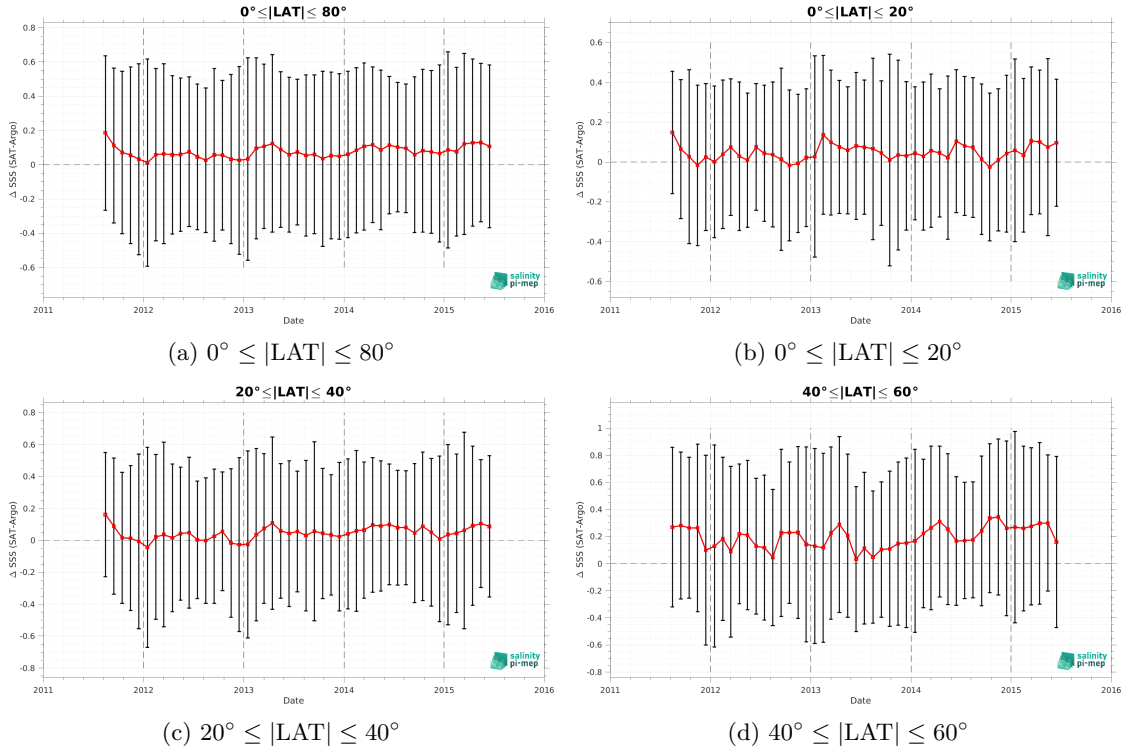 0°≤|LAT|≤ 80°
0.8
0.6
0.4
0.2
0
-0.2
-0.4
-0.6
Δ SSS (SAT-Argo)
salinity
pi-mep
2011 2012 2013 2014 2015 2016
Date
(a) 0° ≤ |LAT| ≤ 80°
0°≤|LAT|≤ 20°
0.6
0.4
0.2
0
-0.2
-0.4
-0.6
Δ SSS (SAT-Argo)
salinity
pi-mep
2011 2012 2013 2014 2015 2016
Date
(b) 0° ≤ |LAT| ≤ 20°
20°≤|LAT|≤ 40°
0.8
0.6
0.4
0.2
0
-0.2
-0.4
-0.6
-0.8
Δ SSS (SAT-Argo)
salinity
pi-mep
2011 2012 2013 2014 2015 2016
Date
(c) 20° ≤ |LAT| ≤ 40°
40°≤|LAT|≤ 60°
1
0.8
0.6
0.4
0.2
0
-0.2
-0.4
-0.6
-0.8
Δ SSS (SAT-Argo)
salinity
pi-mep
2011 2012 2013 2014 2015 2016
Date
(d) 40° ≤ |LAT| ≤ 60°